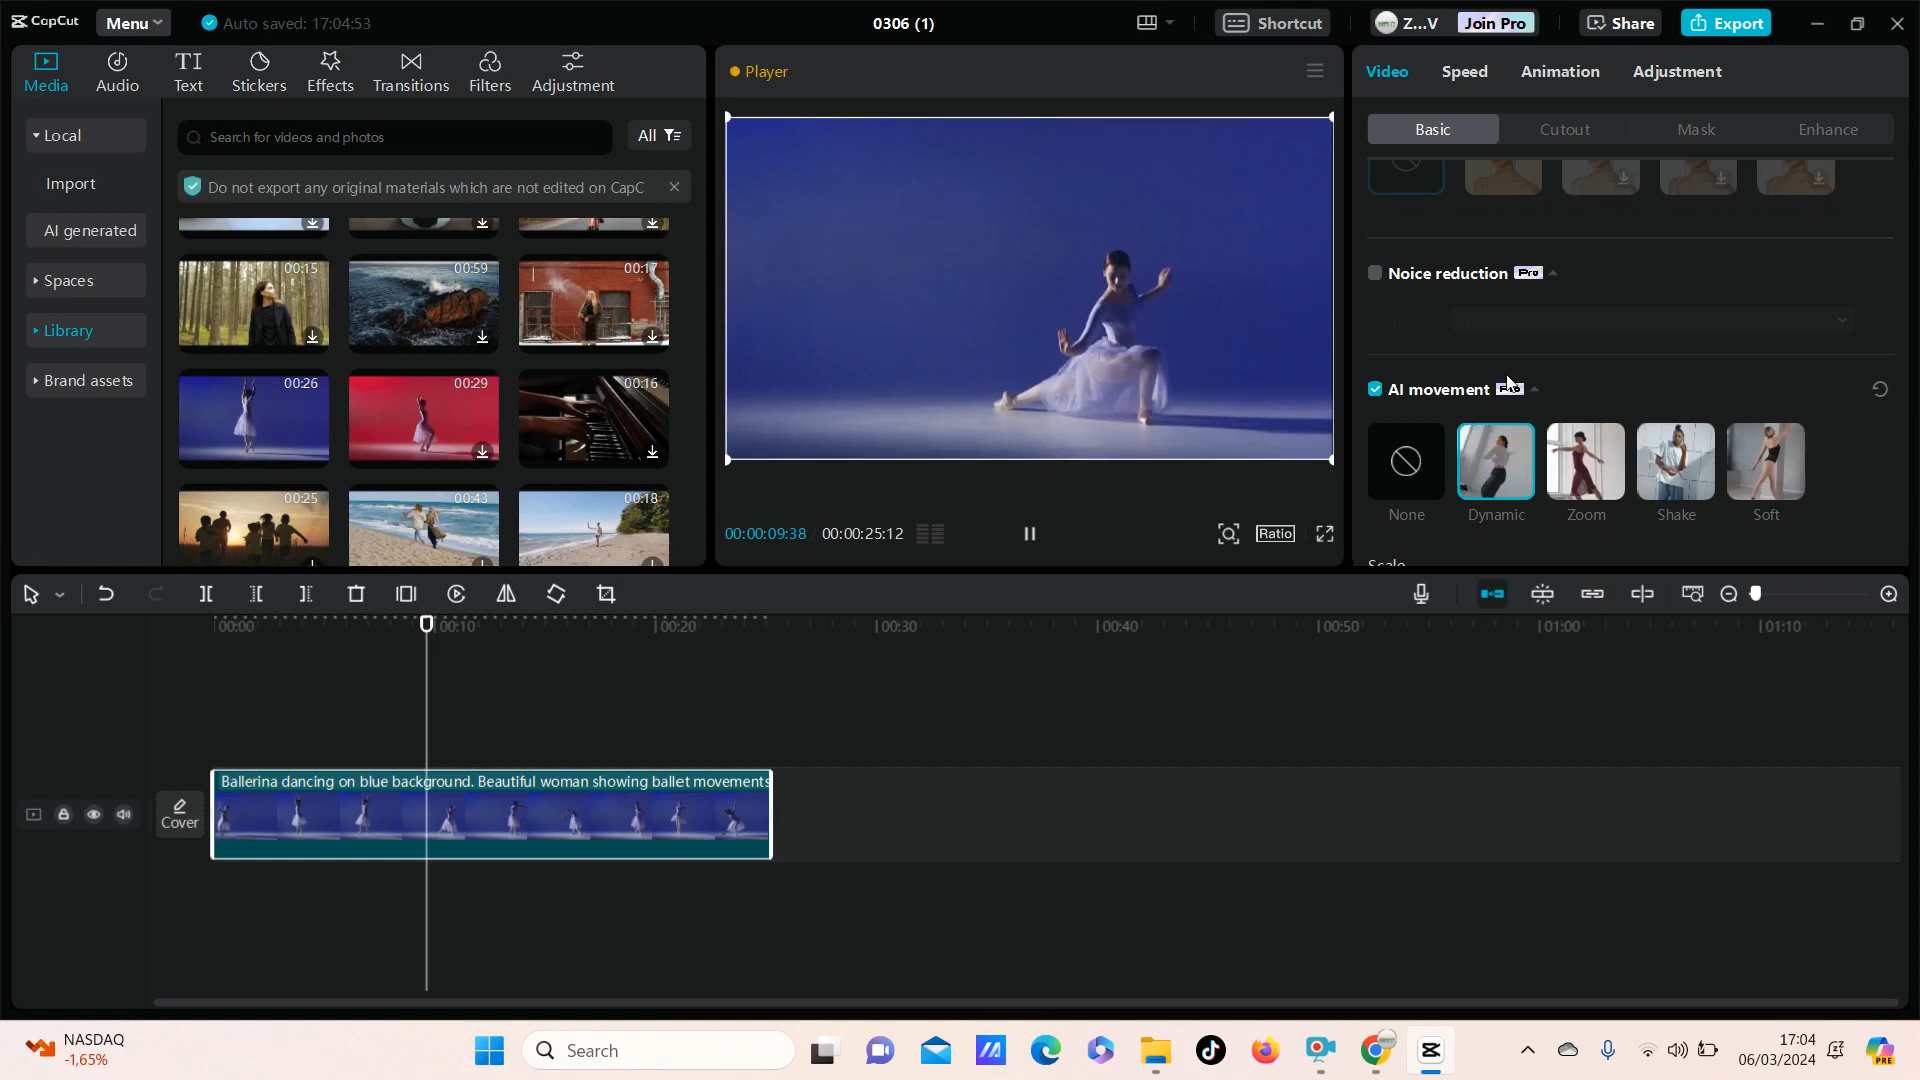 CapCut
Menu
Auto saved: 17:04:53
0306 (1)
Shortcut
Z...V
Join Pro
Share
Export
Media
Audio
Text
Stickers
Effects
Transitions
Filters
Adjustment
Local
Import
AI generated
Spaces
Library
Brand assets
Search for videos and photos
All
Do not export any original materials which are not edited on CapC
00:15
00:59
00:17
00:26
00:29
00:16
00:25
00:43
00:18
Player
00:00:09:38 / 00:00:25:12
Ratio
Video
Speed
Animation
Adjustment
Basic
Cutout
Mask
Enhance
Noice reduction Pro
AI movement Pro
None
Dynamic
Zoom
Shake
Soft
Scale
00:00
00:10
00:20
00:30
00:40
00:50
01:00
01:10
Cover
Ballerina dancing on blue background. Beautiful woman showing ballet movements
NASDAQ
-1,65%
Search
17:04
06/03/2024
PRE